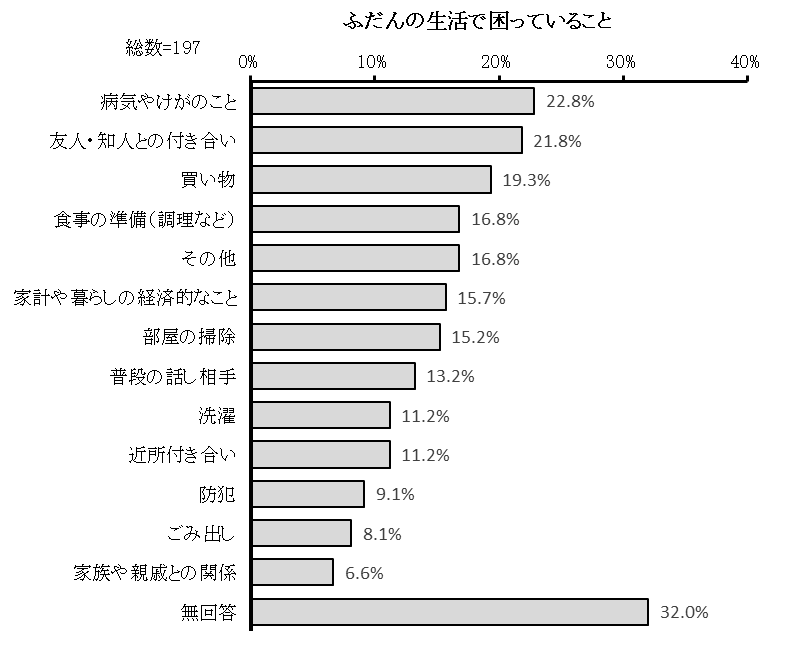 ふだんの生活で困っていること
総数=197
0% 10% 20% 30% 40%
病気やけがのこと 22.8%
友人・知人との付き合い 21.8%
買い物 19.3%
食事の準備（調理など） 16.8%
その他 16.8%
家計や暮らしの経済的なこと 15.7%
部屋の掃除 15.2%
普段の話し相手 13.2%
洗濯 11.2%
近所付き合い 11.2%
防犯 9.1%
ごみ出し 8.1%
家族や親戚との関係 6.6%
無回答 32.0%